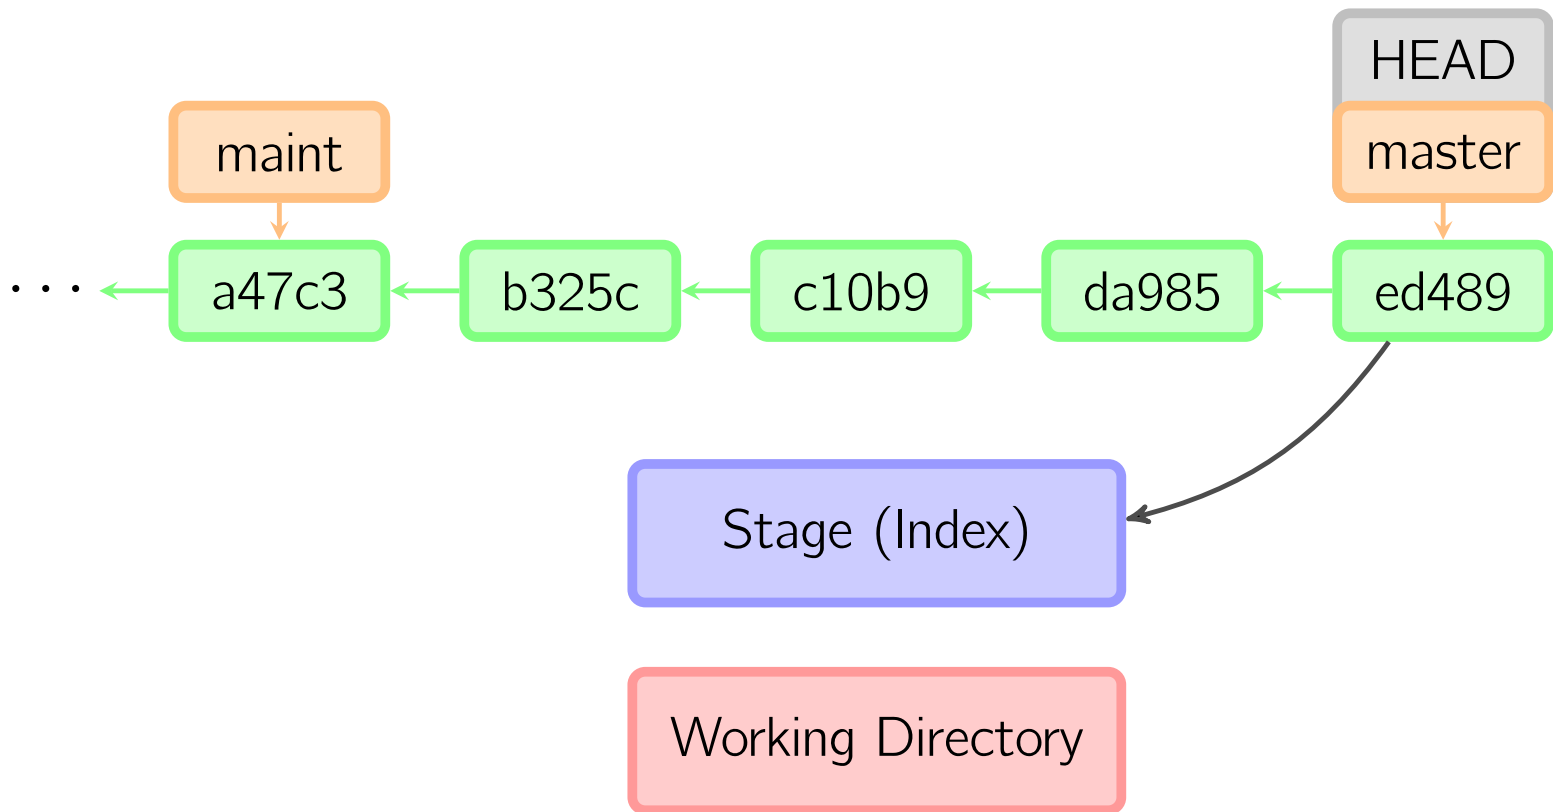 HEAD
maint
master
... a47c3 b325c c10b9 da985 ed489
Stage (Index)
Working Directory